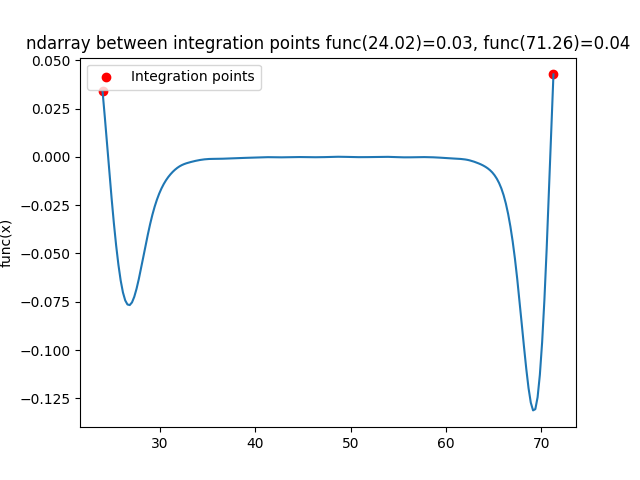 ndarray between integration points func(24.02)=0.03, func(71.26)=0.04
Integration points
0.050
0.025
0.000
−0.025
−0.050
−0.075
−0.100
−0.125
func(x)
30 40 50 60 70